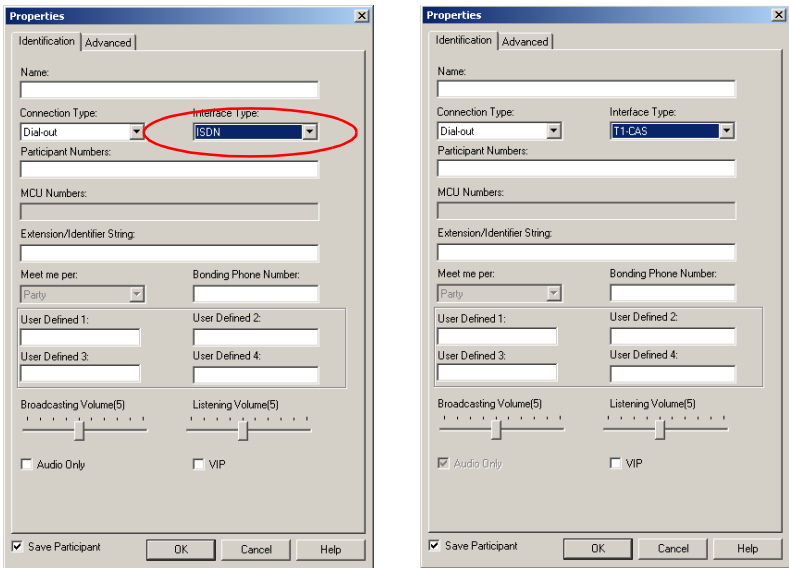 Properties
Identification Advanced
Name:
Connection Type: Interface Type:
Dial-out ISDN
Participant Numbers:
MCU Numbers:
Extension/Identifier String:
Meet me per: Bonding Phone Number:
Party
User Defined 1: User Defined 2:
User Defined 3: User Defined 4:
Broadcasting Volume(5) Listening Volume(5)
Audio Only VIP
Save Participant OK Cancel Help
Properties
Identification Advanced
Name:
Connection Type: Interface Type:
Dial-out T1-CAS
Participant Numbers:
MCU Numbers:
Extension/Identifier String:
Meet me per: Bonding Phone Number:
Party
User Defined 1: User Defined 2:
User Defined 3: User Defined 4:
Broadcasting Volume(5) Listening Volume(5)
Audio Only VIP
Save Participant OK Cancel Help